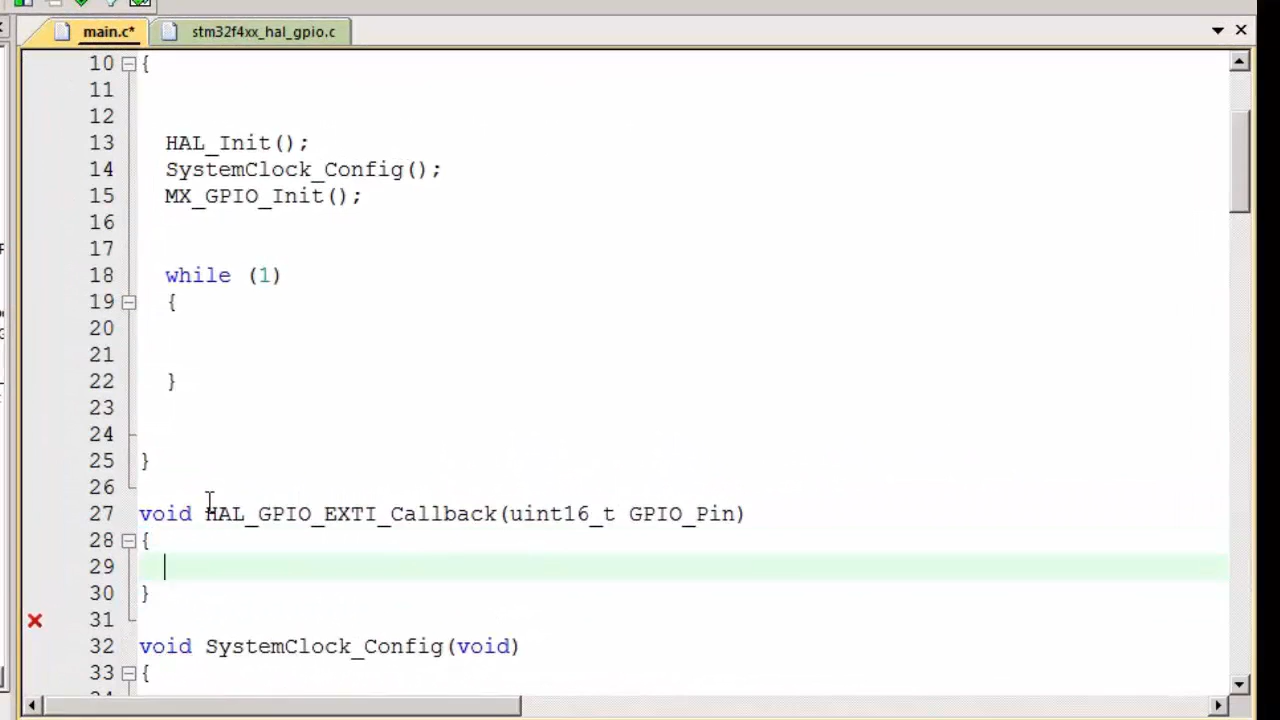 main.c* stm32f4xx_hal_gpio.c
10 {
11
12
13 HAL_Init();
14 SystemClock_Config();
15 MX_GPIO_Init();
16
17
18 while (1)
19 {
20
21
22 }
23
24
25 }
26
27 void HAL_GPIO_EXTI_Callback(uint16_t GPIO_Pin)
28 {
29
30 }
31
32 void SystemClock_Config(void)
33 {